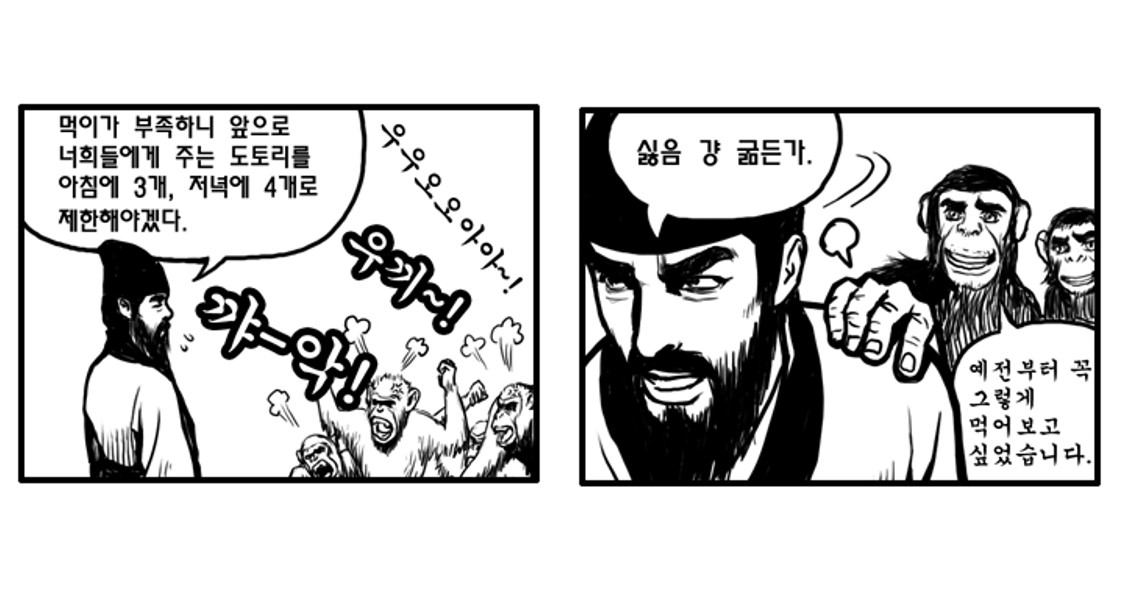 먹이가 부족하니 앞으로
너희들에게 주는 도토리를
아침에 3개, 저녁에 4개로
제한해야겠다.
우우오오아아~!
우끼~!
꺄-악!
싫음 걍 굶든가.
예전부터 꼭
그렇게
먹어보고
싶었습니다.